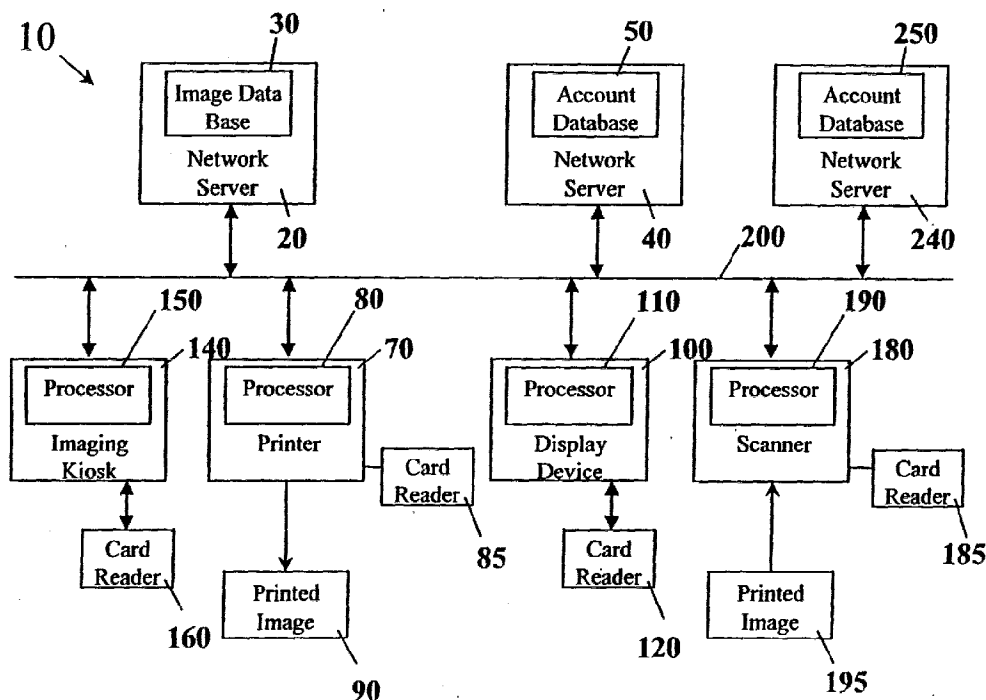 10
30
Image Data
Base
Network
Server
20
50
Account
Database
Network
Server
40
250
Account
Database
Network
Server
240
200
150
140
Processor
Imaging
Kiosk
Card
Reader
160
80
70
Processor
Printer
Card
Reader
85
Printed
Image
90
110
100
Processor
Display
Device
Card
Reader
120
190
180
Processor
Scanner
Card
Reader
185
Printed
Image
195